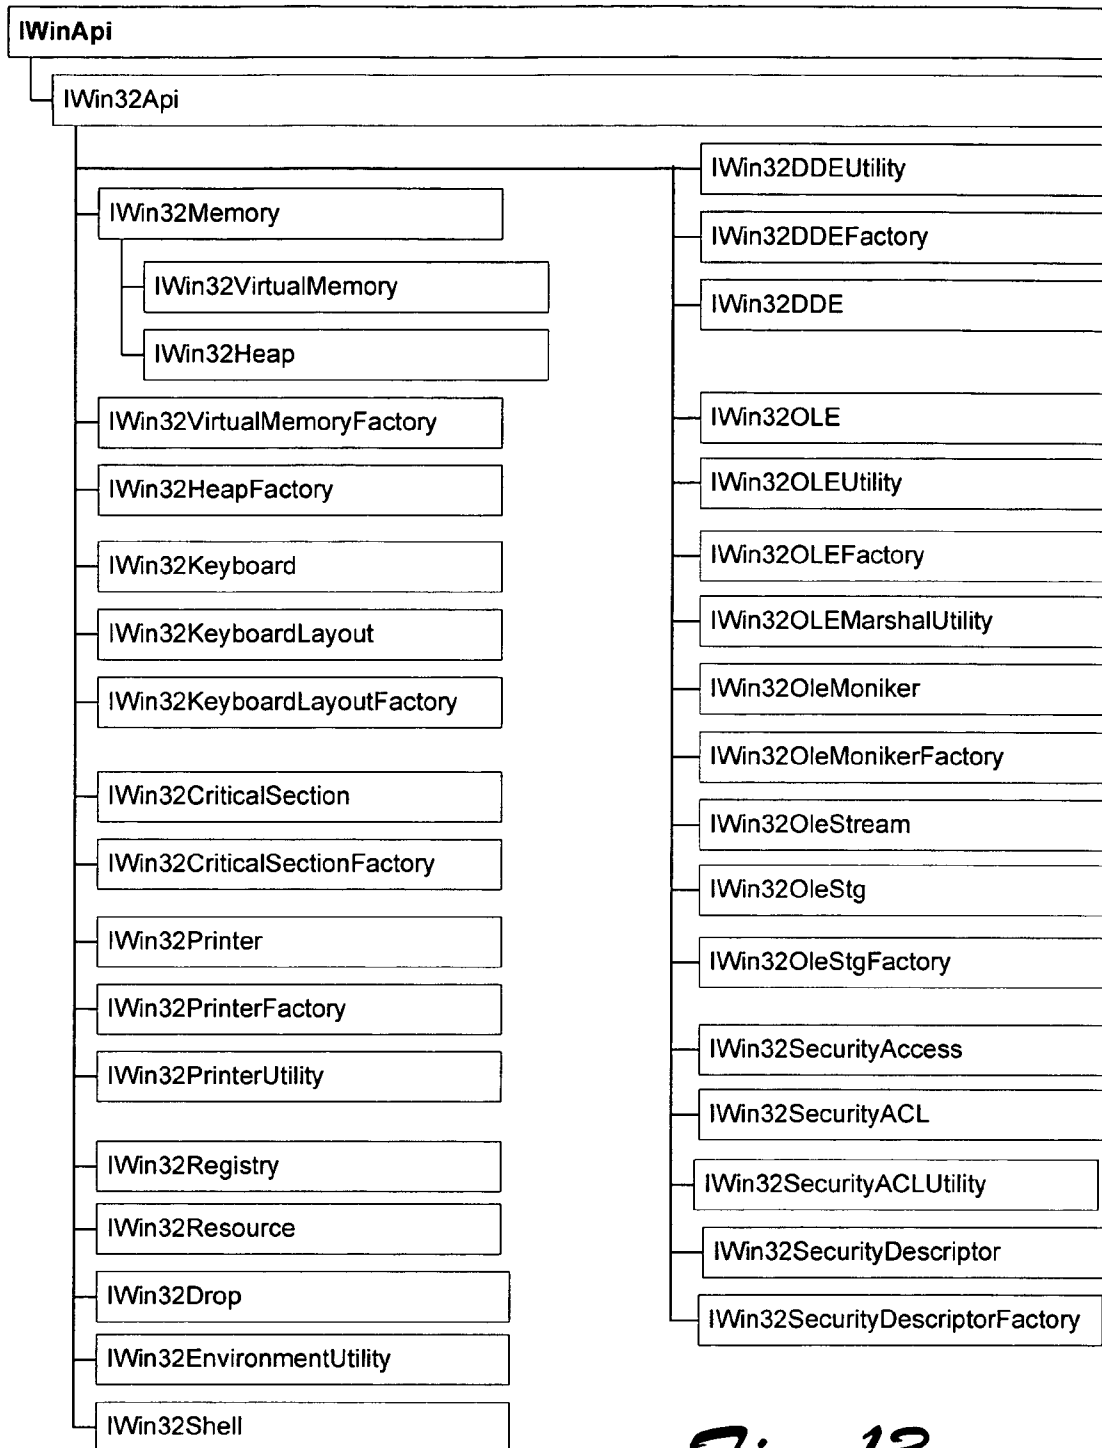 IWinApi
IWin32Api
IWin32Memory
IWin32VirtualMemory
IWin32Heap
IWin32VirtualMemoryFactory
IWin32HeapFactory
IWin32Keyboard
IWin32KeyboardLayout
IWin32KeyboardLayoutFactory
IWin32CriticalSection
IWin32CriticalSectionFactory
IWin32Printer
IWin32PrinterFactory
IWin32PrinterUtility
IWin32Registry
IWin32Resource
IWin32Drop
IWin32EnvironmentUtility
IWin32Shell
IWin32DDEUtility
IWin32DDEFactory
IWin32DDE
IWin32OLE
IWin32OLEUtility
IWin32OLEFactory
IWin32OLEMarshalUtility
IWin32OleMoniker
IWin32OleMonikerFactory
IWin32OleStream
IWin32OleStg
IWin32OleStgFactory
IWin32SecurityAccess
IWin32SecurityACL
IWin32SecurityACLUtility
IWin32SecurityDescriptor
IWin32SecurityDescriptorFactory